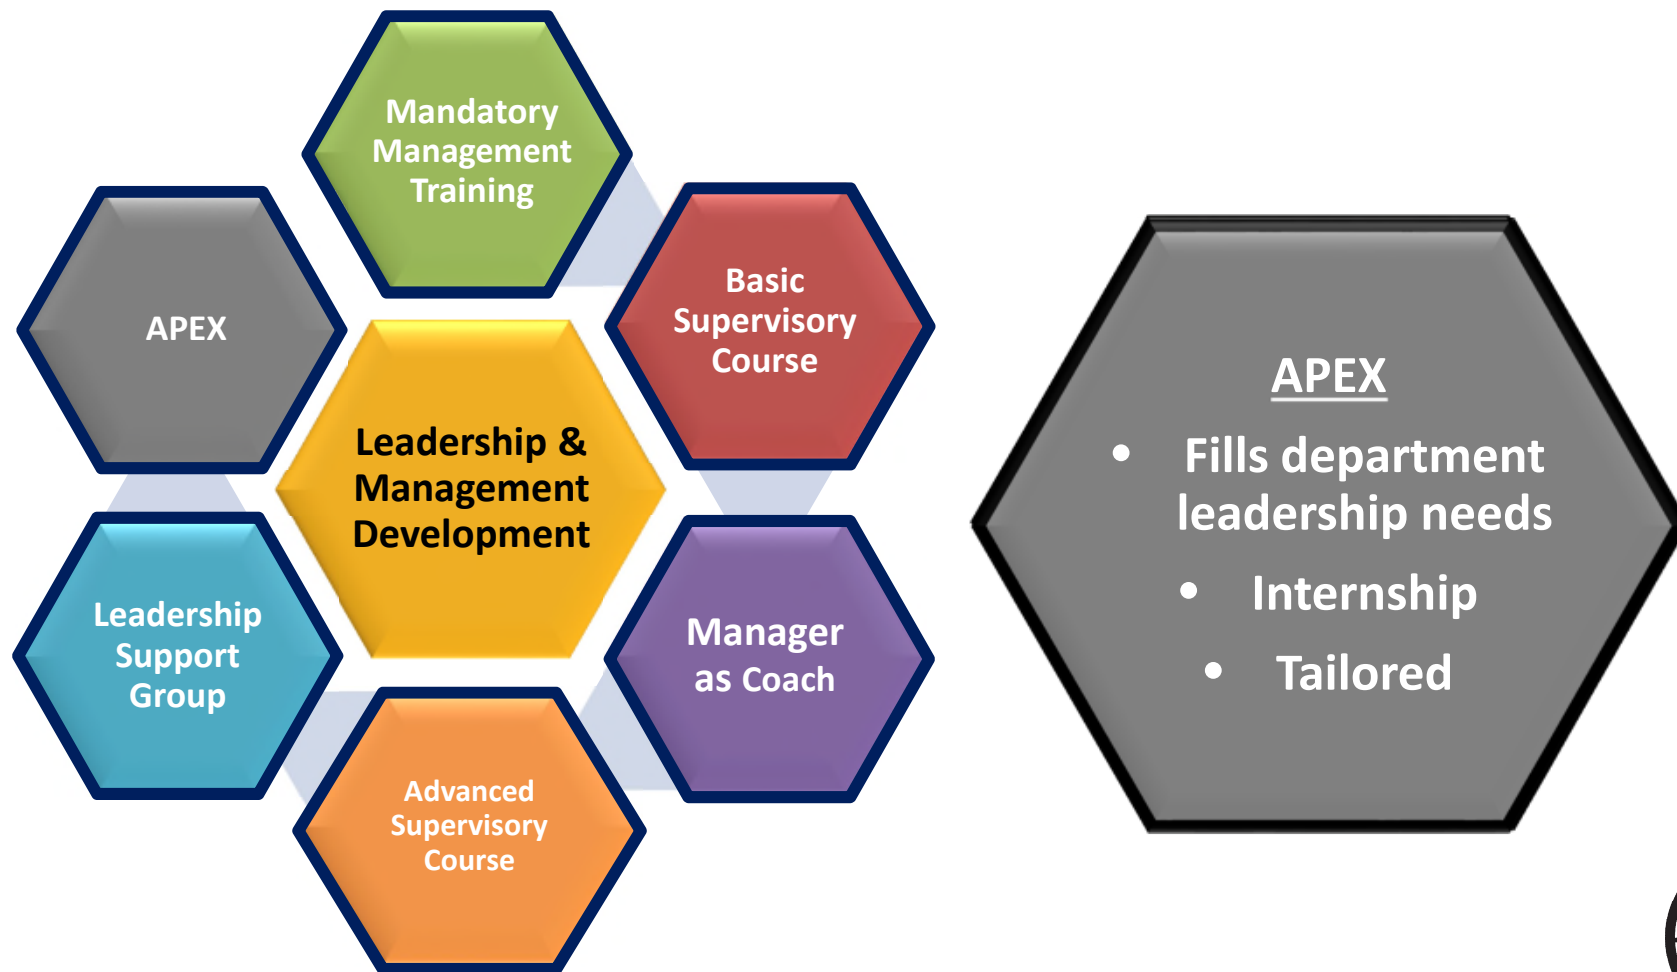 Mandatory
Management
Training
Basic
Supervisory
Course
Manager
as Coach
Advanced
Supervisory
Course
Leadership
Support
Group
APEX
Leadership &
Management
Development
APEX
• Fills department
leadership needs
• Internship
• Tailored